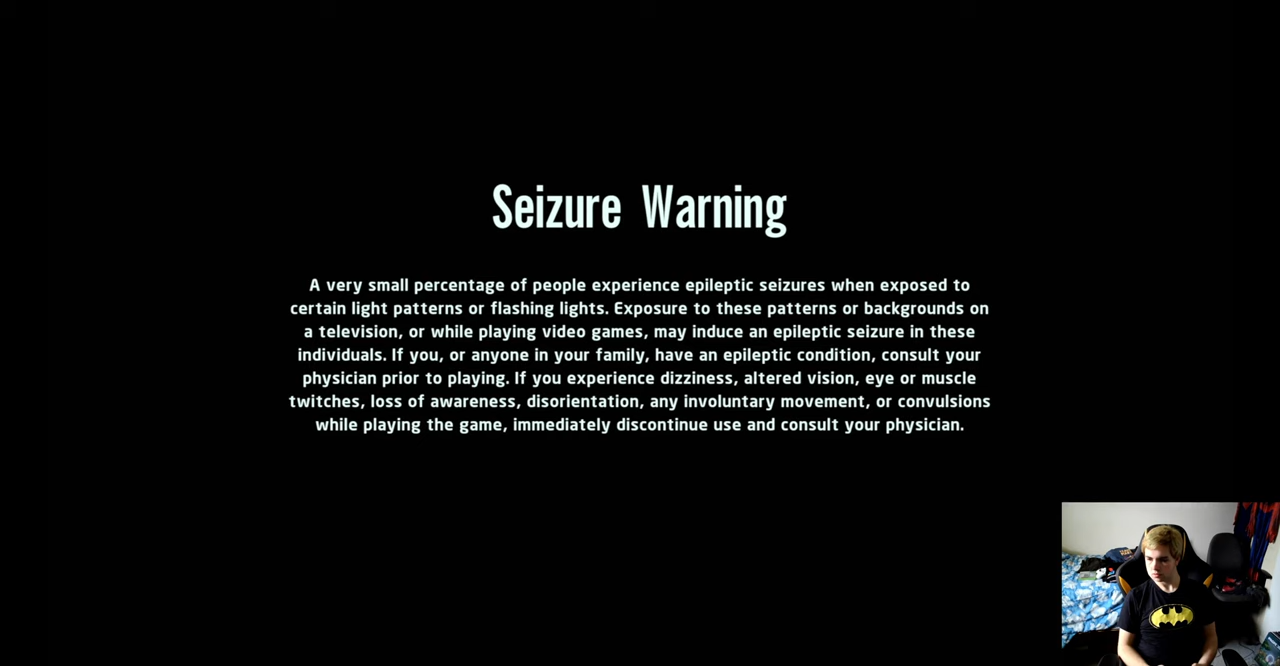 Seizure Warning
A very small percentage of people experience epileptic seizures when exposed to
certain light patterns or flashing lights. Exposure to these patterns or backgrounds on
a television, or while playing video games, may induce an epileptic seizure in these
individuals. If you, or anyone in your family, have an epileptic condition, consult your
physician prior to playing. If you experience dizziness, altered vision, eye or muscle
twitches, loss of awareness, disorientation, any involuntary movement, or convulsions
while playing the game, immediately discontinue use and consult your physician.